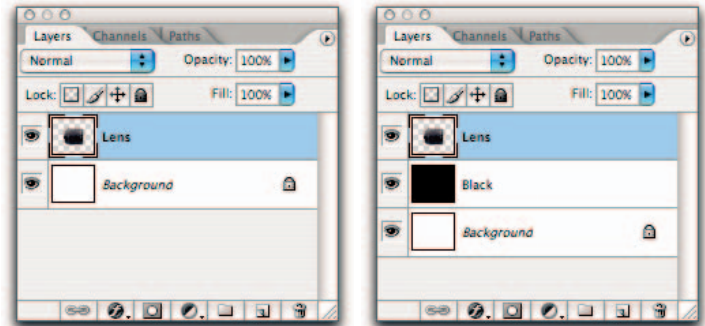 Layers Channels Paths
Normal Opacity: 100%
Lock: Fill: 100%
Lens
Background
Layers Channels Paths
Normal Opacity: 100%
Lock: Fill: 100%
Lens
Black
Background